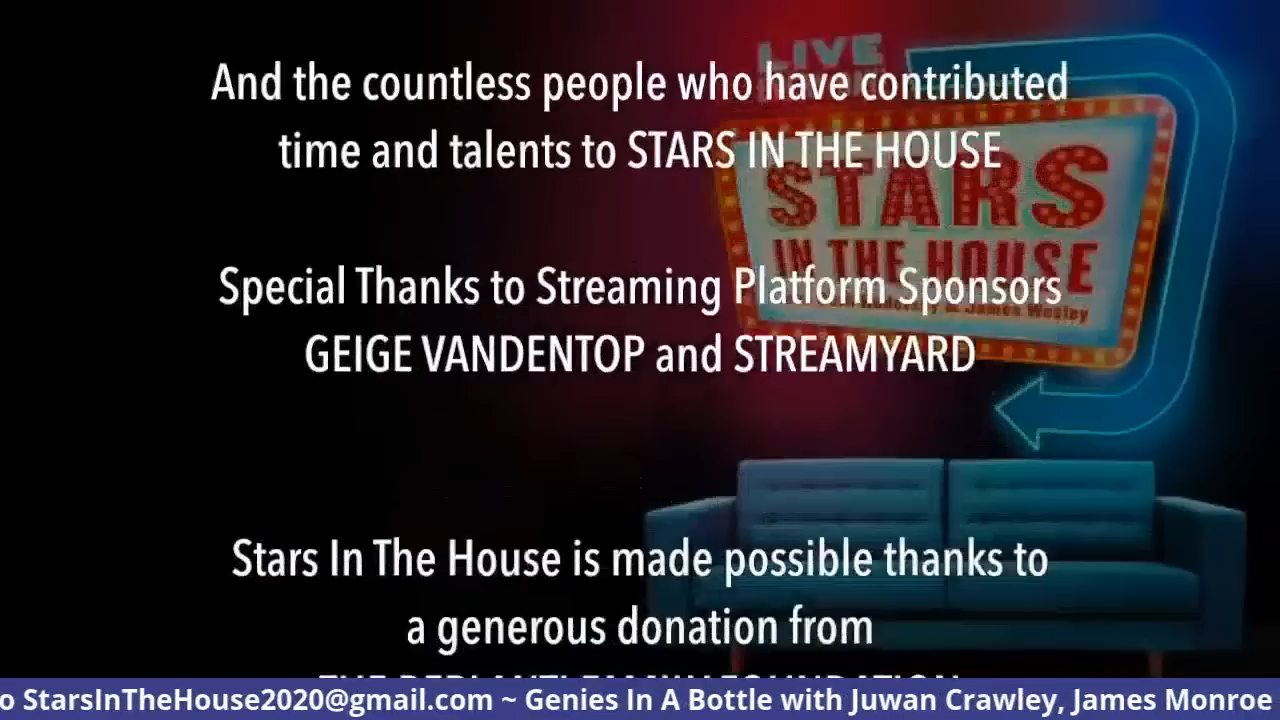 And the countless people who have contributed
time and talents to STARS IN THE HOUSE
Special Thanks to Streaming Platform Sponsors
GEIGE VANDENTOP and STREAMYARD
Stars In The House is made possible thanks to
a generous donation from
LIVE
STARS
IN THE HOUSE
James Wesley
o StarsInTheHouse2020@gmail.com ~ Genies In A Bottle with Juwan Crawley, James Monroe